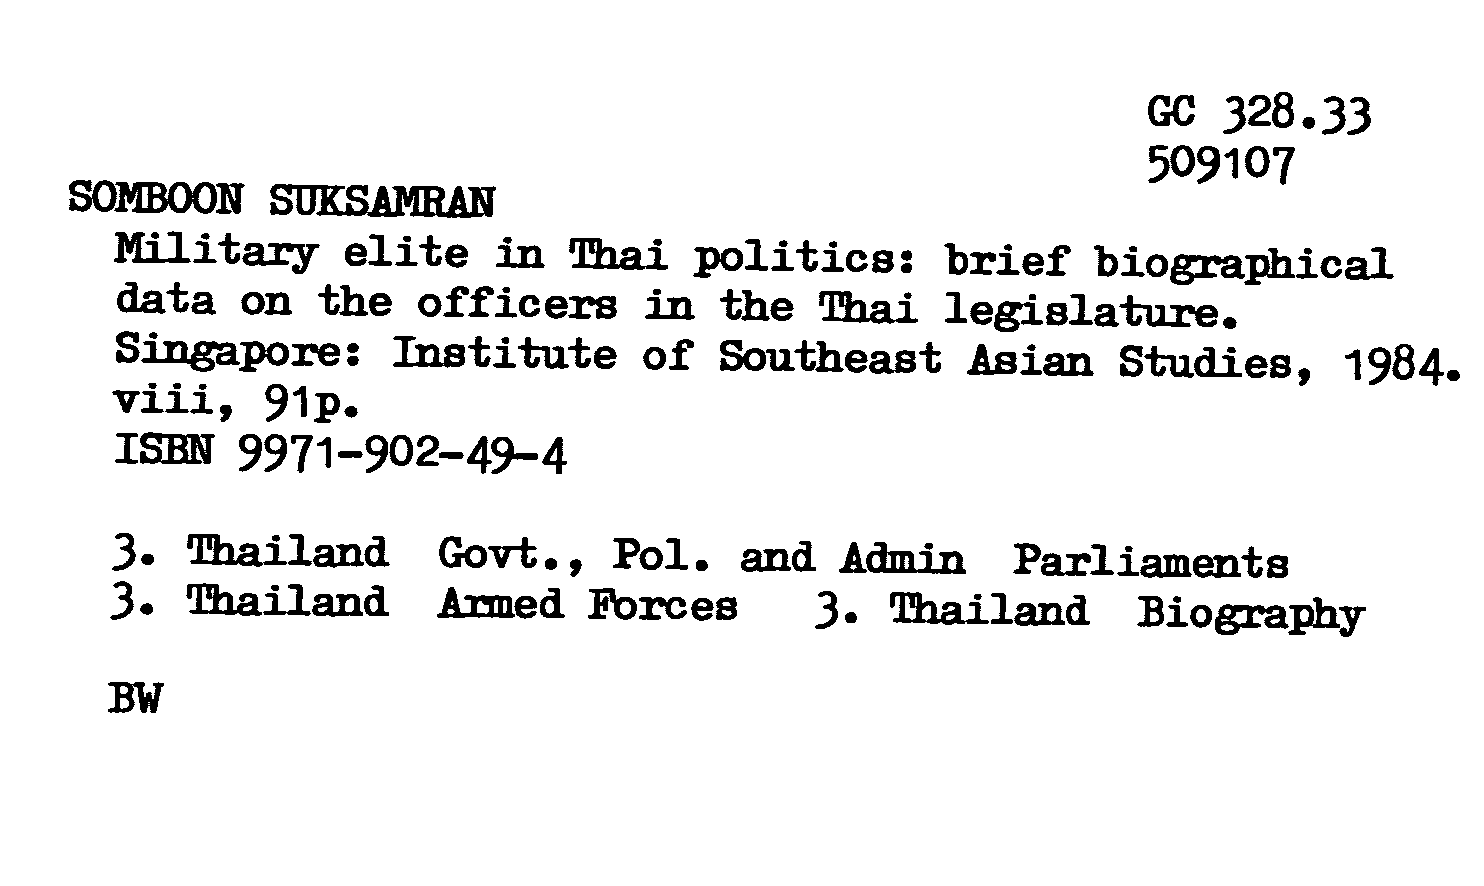 GC 328.33
509107
SOMBOON SUKSAMRAN
Military elite in Thai politics: brief biographical
data on the officers in the Thai legislature.
Singapore: Institute of Southeast Asian Studies, 1984.
viii, 91p.
ISBN 9971-902-49-4
3. Thailand Govt., Pol. and Admin Parliaments
3. Thailand Armed Forces 3. Thailand Biography
BW